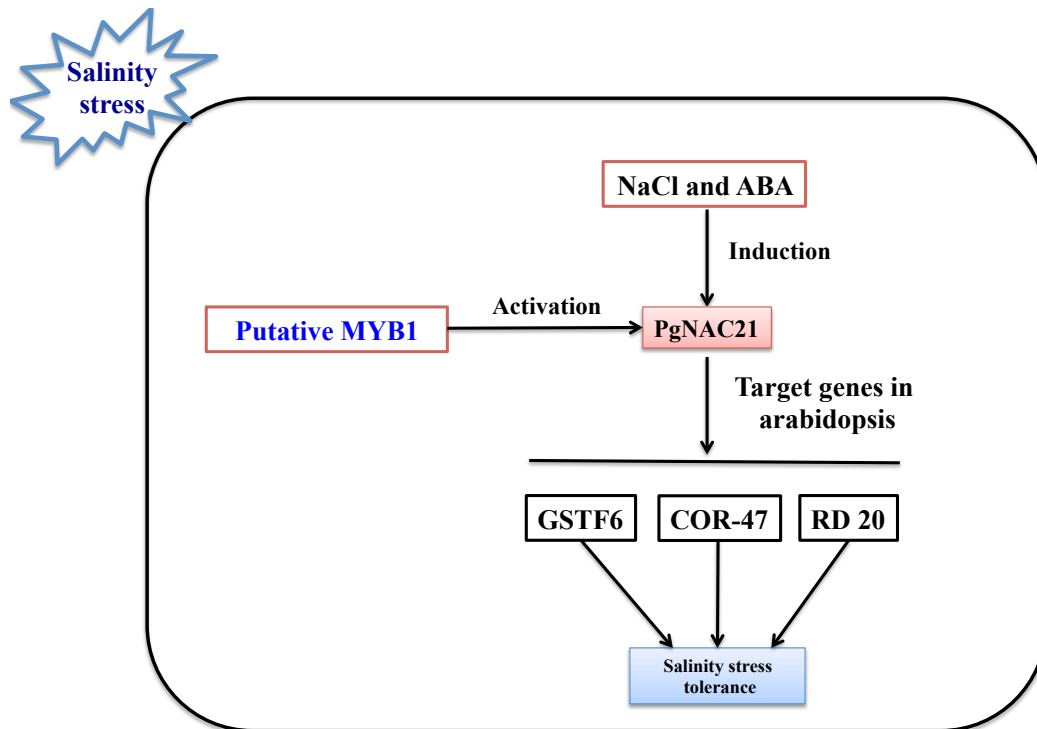 Salinity
stress
NaCl and ABA
Induction
Activation
Putative MYB1
PgNAC21
Target genes in
arabidopsis
GSTF6
COR-47
RD 20
Salinity stress
tolerance